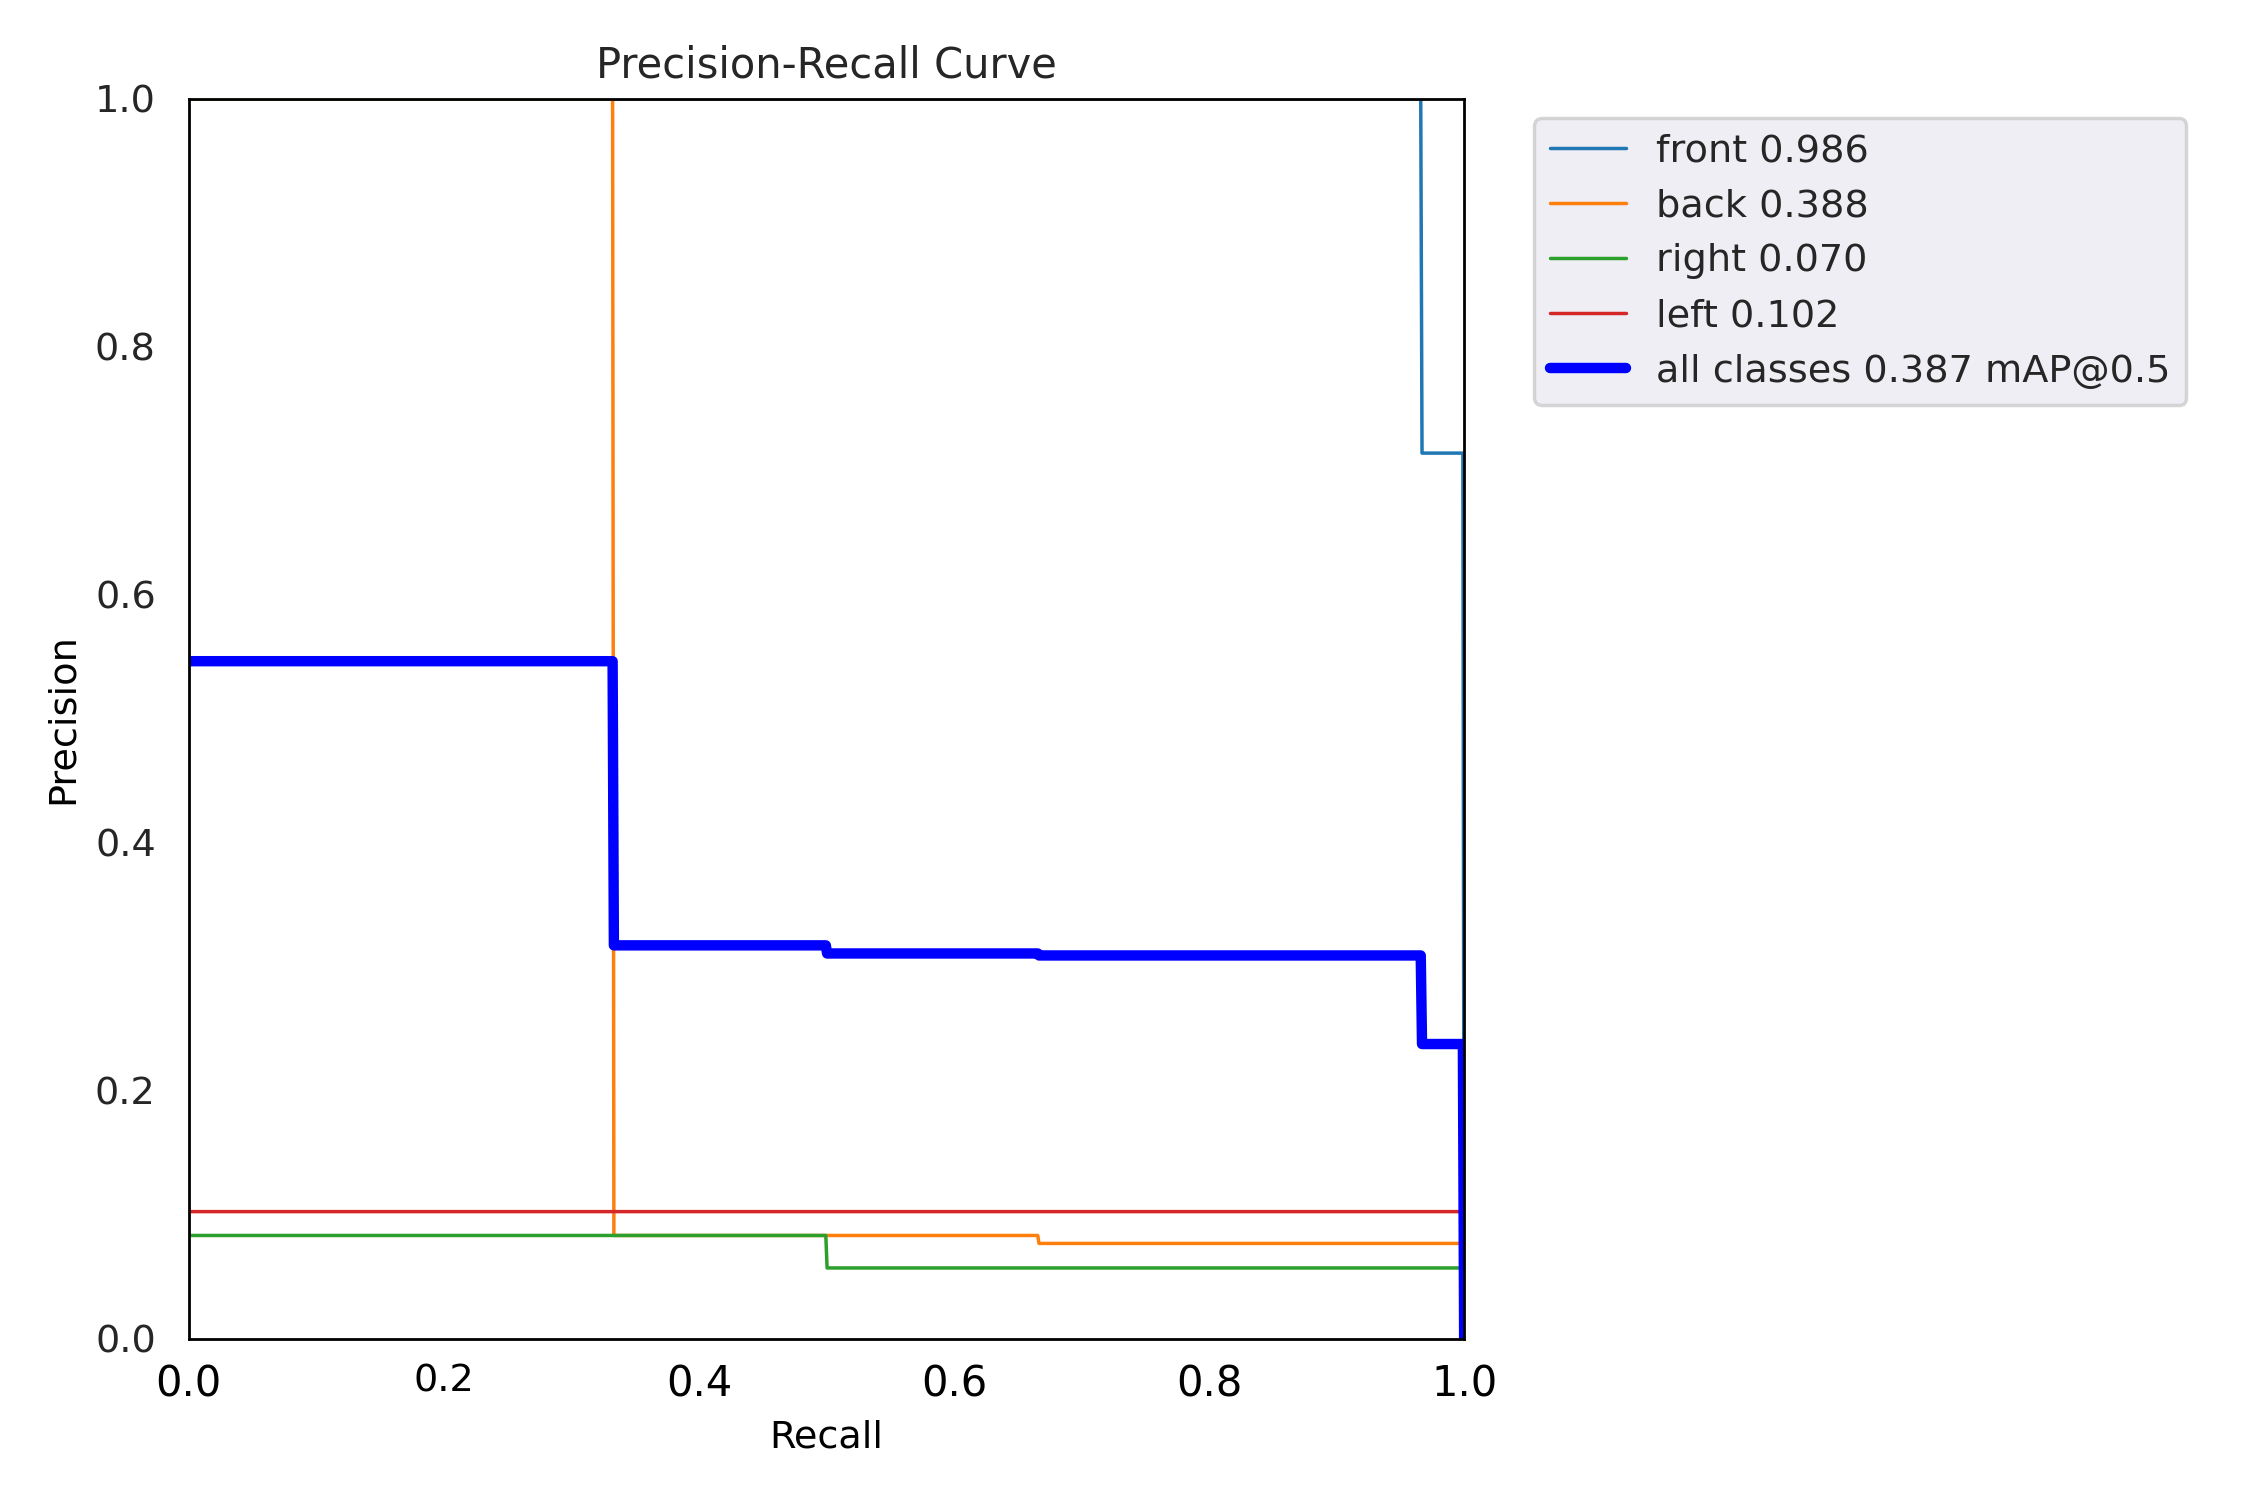 Precision-Recall Curve
1.0
0.8
0.6
0.4
0.2
0.0
Precision
0.0 0.2 0.4 0.6 0.8 1.0
Recall
front 0.986
back 0.388
right 0.070
left 0.102
all classes 0.387 mAP@0.5